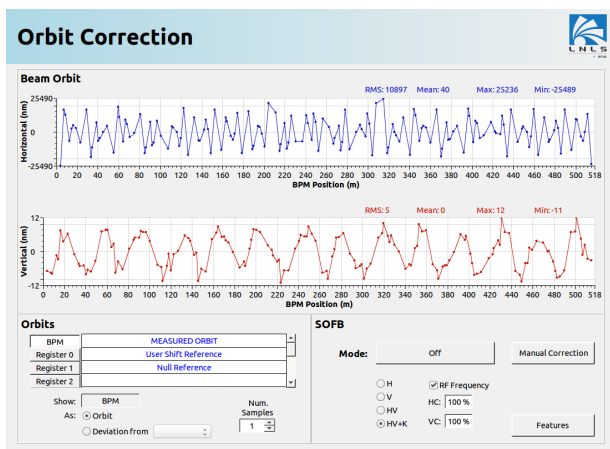 Orbit Correction
LNLS
Beam Orbit
RMS: 10897 Mean: 40 Max: 25236 Min: -25489
Horizontal (nm)
25490
0
-25490
20 40 60 80 100 120 140 160 180 200 220 240 260 280 300 320 340 360 380 400 420 440 460 480 500 518
BPM Position (m)
RMS: 5 Mean: 0 Max: 12 Min: -11
Vertical (nm)
12
0
-12
20 40 60 80 100 120 140 160 180 200 220 240 260 280 300 320 340 360 380 400 420 440 460 480 500 518
BPM Position (m)
Orbits
BPM MEASURED ORBIT
Register 0 User Shift Reference
Register 1 Null Reference
Register 2
Show: BPM
As: Orbit
Deviation from
Num.
Samples
1
SOFB
Mode: Off Manual Correction
H
V
HV
HV+K
RF Frequency
HC: 100 %
VC: 100 %
Features